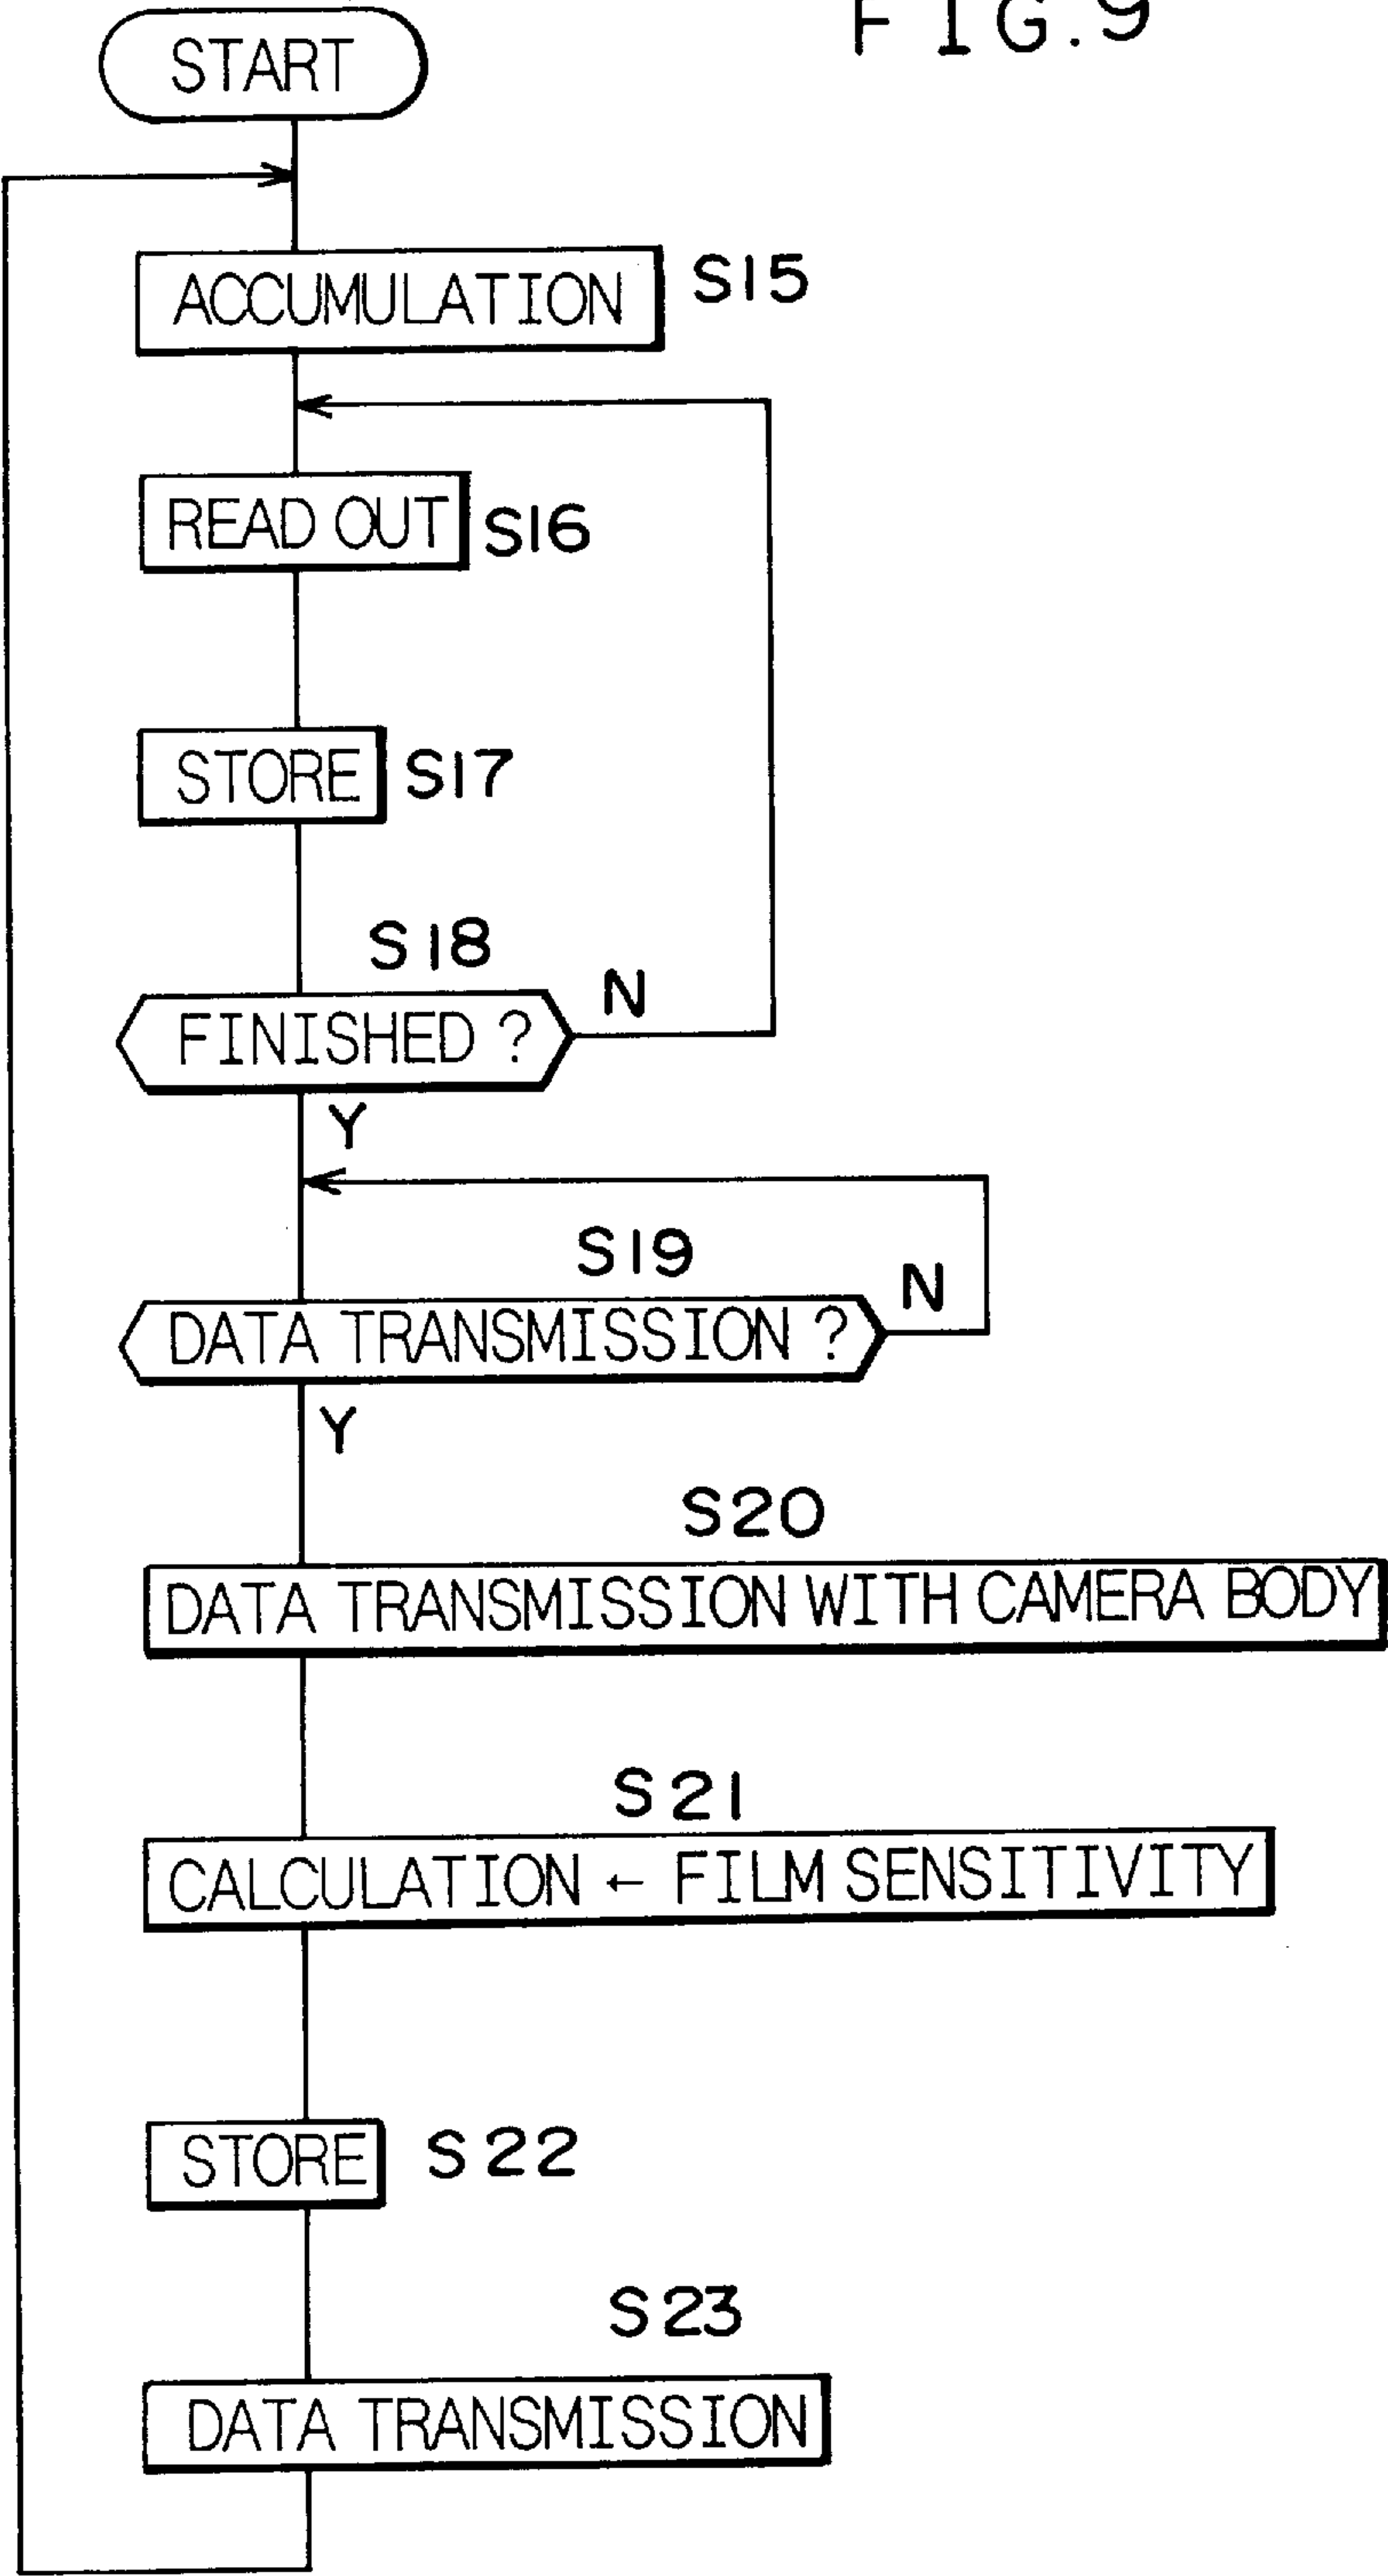 FIG.9
START
ACCUMULATION S15
READ OUT S16
STORE S17
S18
FINISHED ? N
Y
S19
DATA TRANSMISSION ? N
Y
S20
DATA TRANSMISSION WITH CAMERA BODY
S21
CALCULATION ← FILM SENSITIVITY
STORE S22
S23
DATA TRANSMISSION